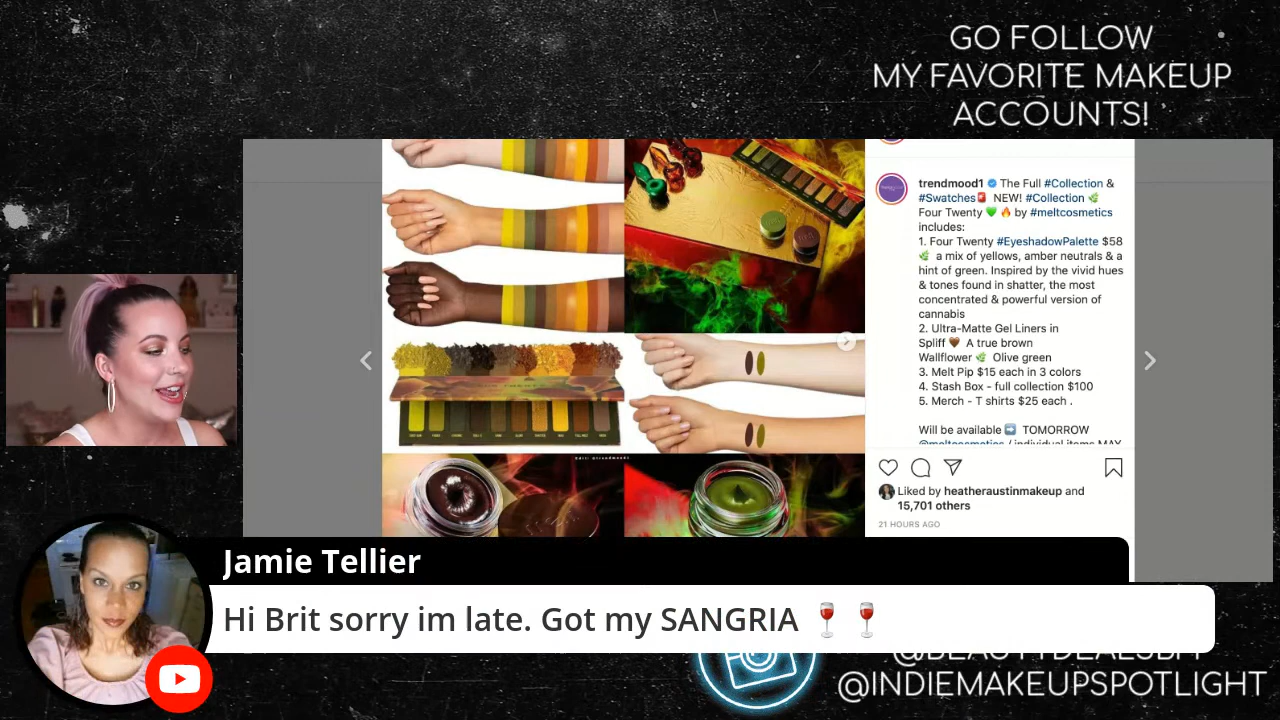 GO FOLLOW
MY FAVORITE MAKEUP
ACCOUNTS!
trendmood1 The Full #Collection &
#Swatches🚨 NEW! #Collection 🌿
Four Twenty 💚 🔥 by #meltcosmetics
includes:
1. Four Twenty #EyeshadowPalette $58
🌿 a mix of yellows, amber neutrals & a
hint of green. Inspired by the vivid hues
& tones found in shatter, the most
concentrated & powerful version of
cannabis
2. Ultra-Matte Gel Liners in
Spliff 🤎 A true brown
Wallflower 🌿 Olive green
3. Melt Pip $15 each in 3 colors
4. Stash Box - full collection $100
5. Merch - T shirts $25 each .
Will be available ➡️ TOMORROW
@meltcosmetics / individual items MAY
Liked by heatheraustinmakeup and
15,701 others
21 HOURS AGO
Jamie Tellier
Hi Brit sorry im late. Got my SANGRIA 🍷 🍷
@INDIEMAKEUPSPOTLIGHT